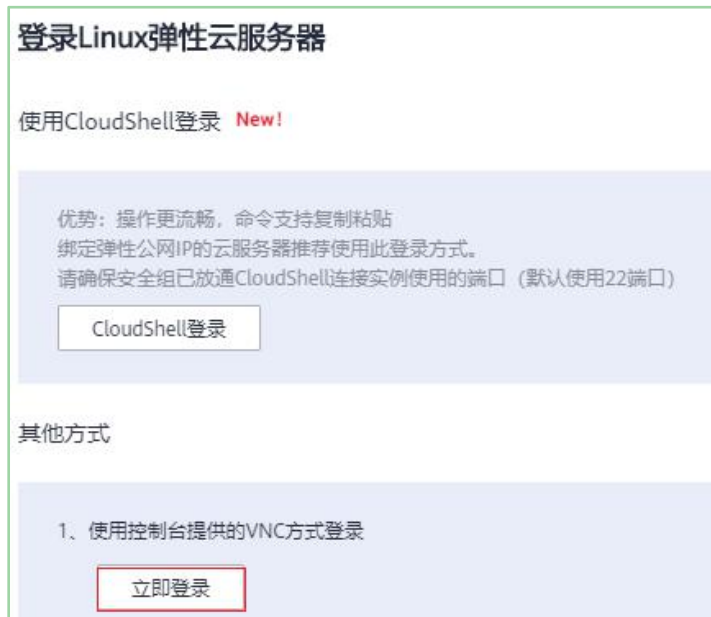 登录Linux弹性云服务器
使用CloudShell登录 New!
优势：操作更流畅，命令支持复制粘贴
绑定弹性公网IP的云服务器推荐使用此登录方式。
请确保安全组已放通CloudShell连接实例使用的端口（默认使用22端口）
CloudShell登录
其他方式
1、使用控制台提供的VNC方式登录
立即登录